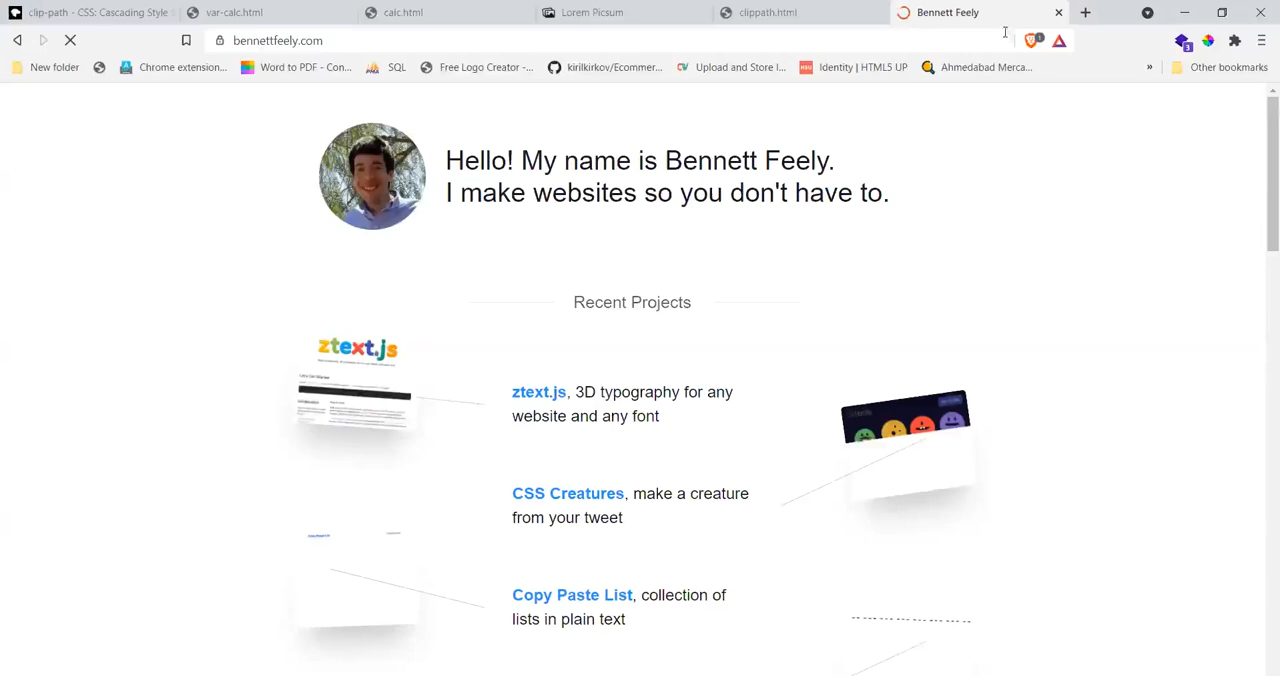 clip-path - CSS: Cascading Style S
var-calc.html
calc.html
Lorem Picsum
clippath.html
Bennett Feely
bennettfeely.com
1
3
New folder
Chrome extension...
Word to PDF - Con...
SQL
Free Logo Creator -...
kirilkirkov/Ecommer...
Upload and Store I...
Identity | HTML5 UP
Ahmedabad Merca...
»
Other bookmarks
Hello! My name is Bennett Feely.
I make websites so you don't have to.
Recent Projects
ztext.js
ztext.js, 3D typography for any
website and any font
CSS Creatures, make a creature
from your tweet
Copy Paste List, collection of
lists in plain text